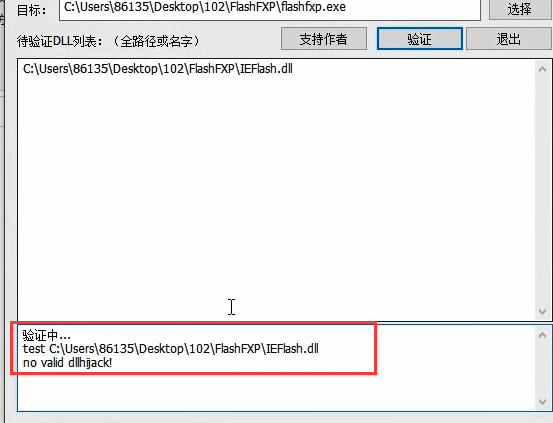 目标： C:\Users\86135\Desktop\102\FlashFXP\flashfxp.exe 选择
待验证DLL列表：（全路径或名字） 支持作者 验证 退出
C:\Users\86135\Desktop\102\FlashFXP\IEFlash.dll
验证中...
test C:\Users\86135\Desktop\102\FlashFXP\IEFlash.dll
no valid dllhijack!